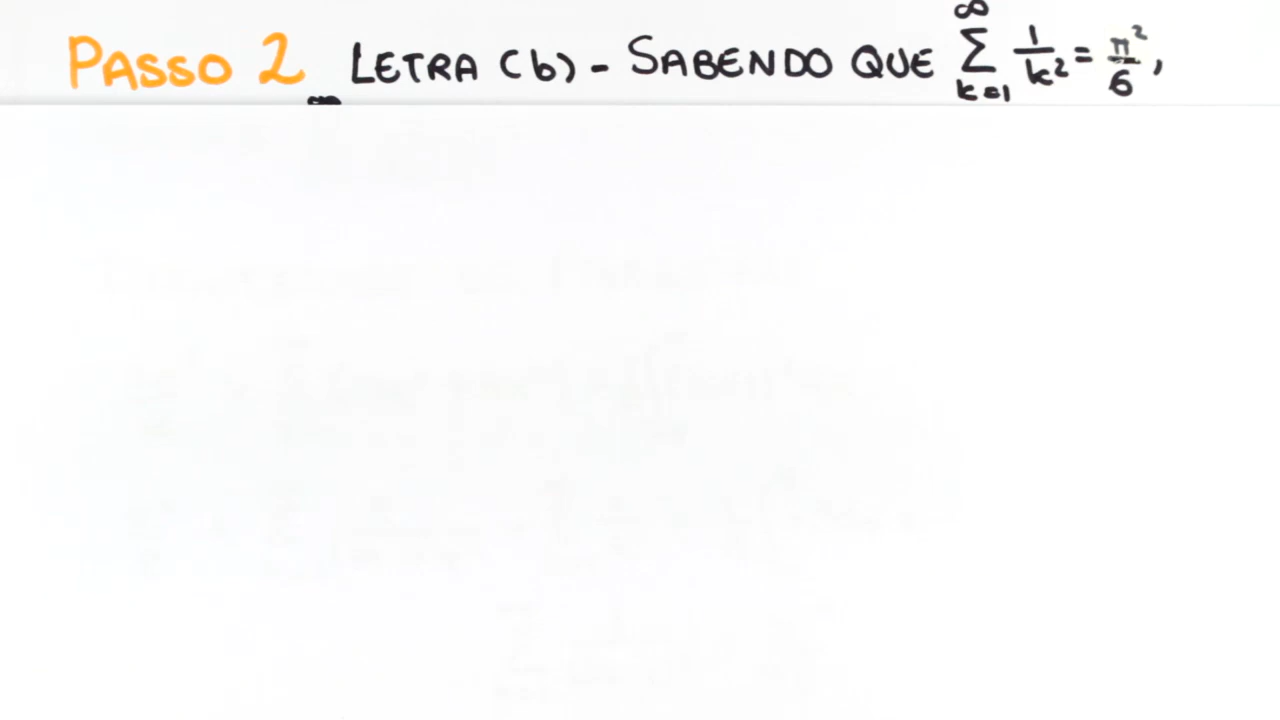 PASSO 2 LETRA (b) - SABENDO QUE ∑_{k=1}^{∞} 1/k² = π²/6,